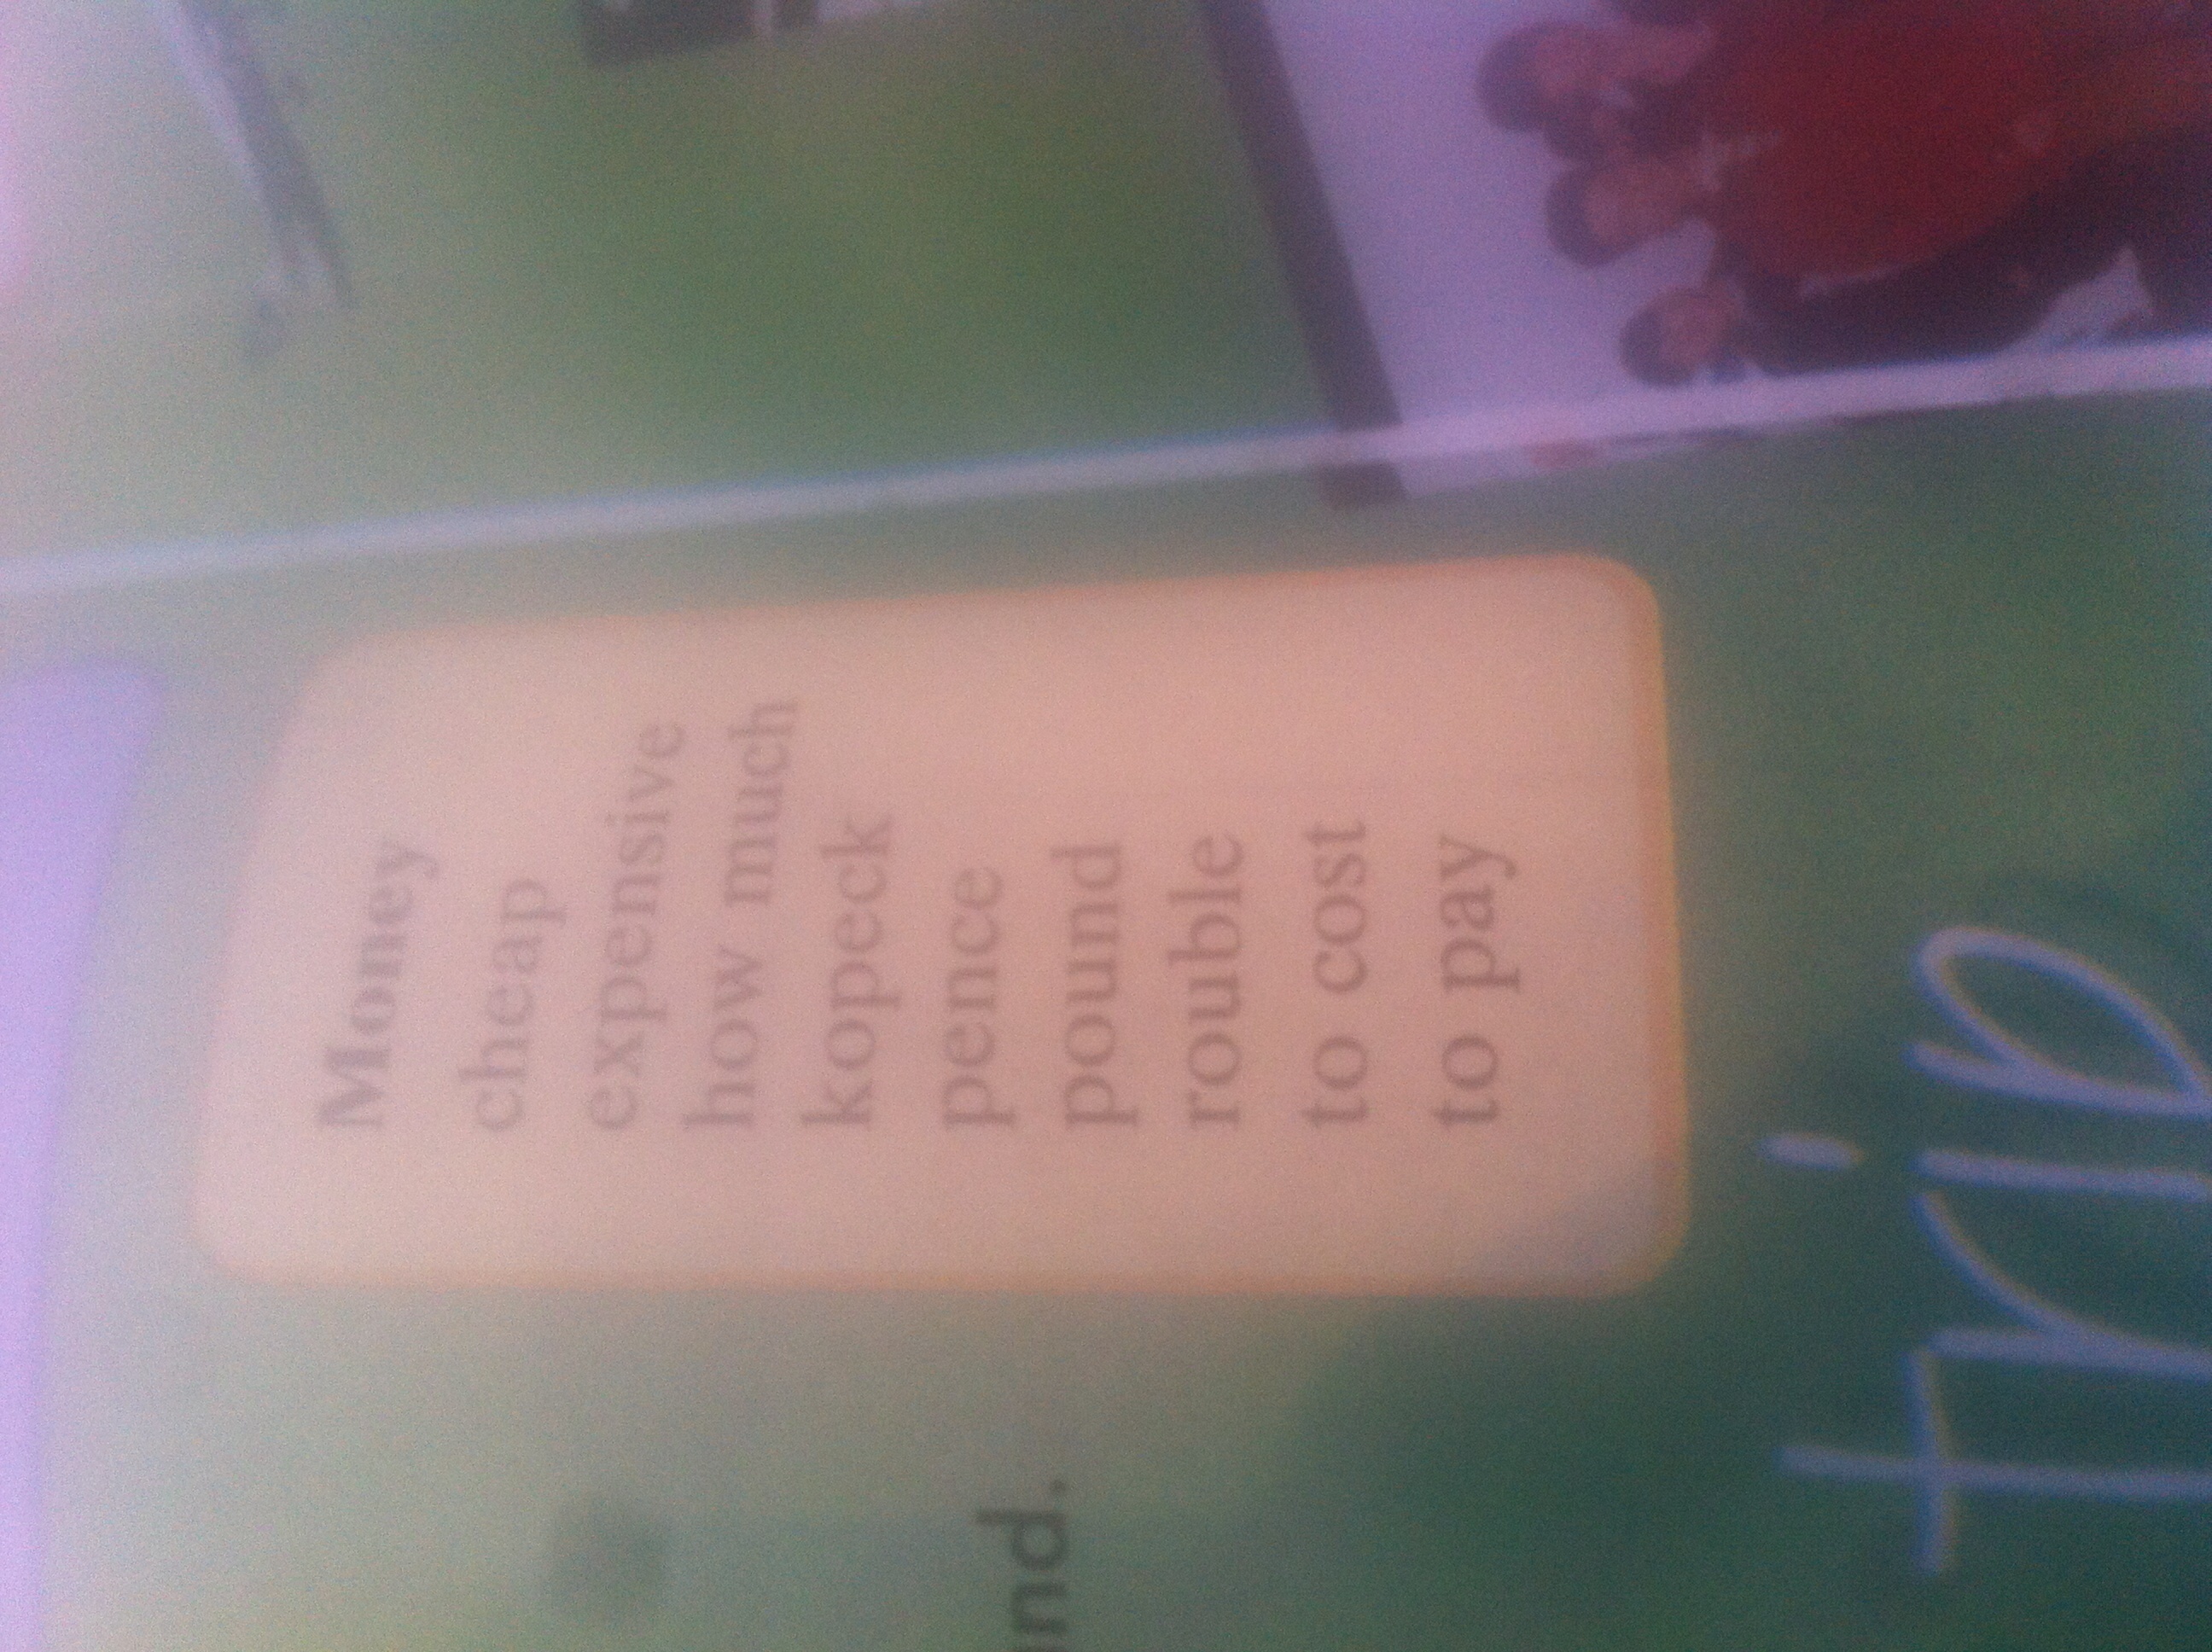 Money
cheap
expensive
how much
kopeck
pence
pound
rouble
to cost
to pay
trip